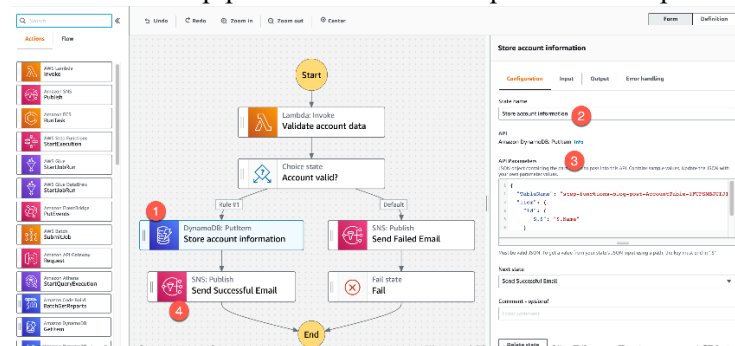 Search
Undo
Redo
Zoom in
Zoom out
Center
Form
Definition
Actions
Flow
AWS Lambda
Invoke
Amazon SNS
Publish
Amazon ECS
RunTask
AWS Step Functions
StartExecution
AWS Glue
StartJobRun
AWS Glue DataBrew
StartJobRun
Amazon EventBridge
PutEvents
AWS Batch
SubmitJob
Amazon API Gateway
Request
Amazon Athena
StartQueryExecution
BatchGetReports
Amazon DynamoDB
GetItem
Start
Lambda: Invoke
Validate account data
Choice state
Account valid?
Rule #1
Default
1
DynamoDB: PutItem
Store account information
SNS: Publish
Send Failed Email
SNS: Publish
Send Successful Email
4
Fail state
Fail
End
Store account information
Configuration
Input
Output
Error handling
State name
Store account information
2
API
Amazon DynamoDB: PutItem Info
API Parameters
3
"TableName":
"Item": {
Next state
Send Successful Email
Comment - optional
Enter comment
Delete state